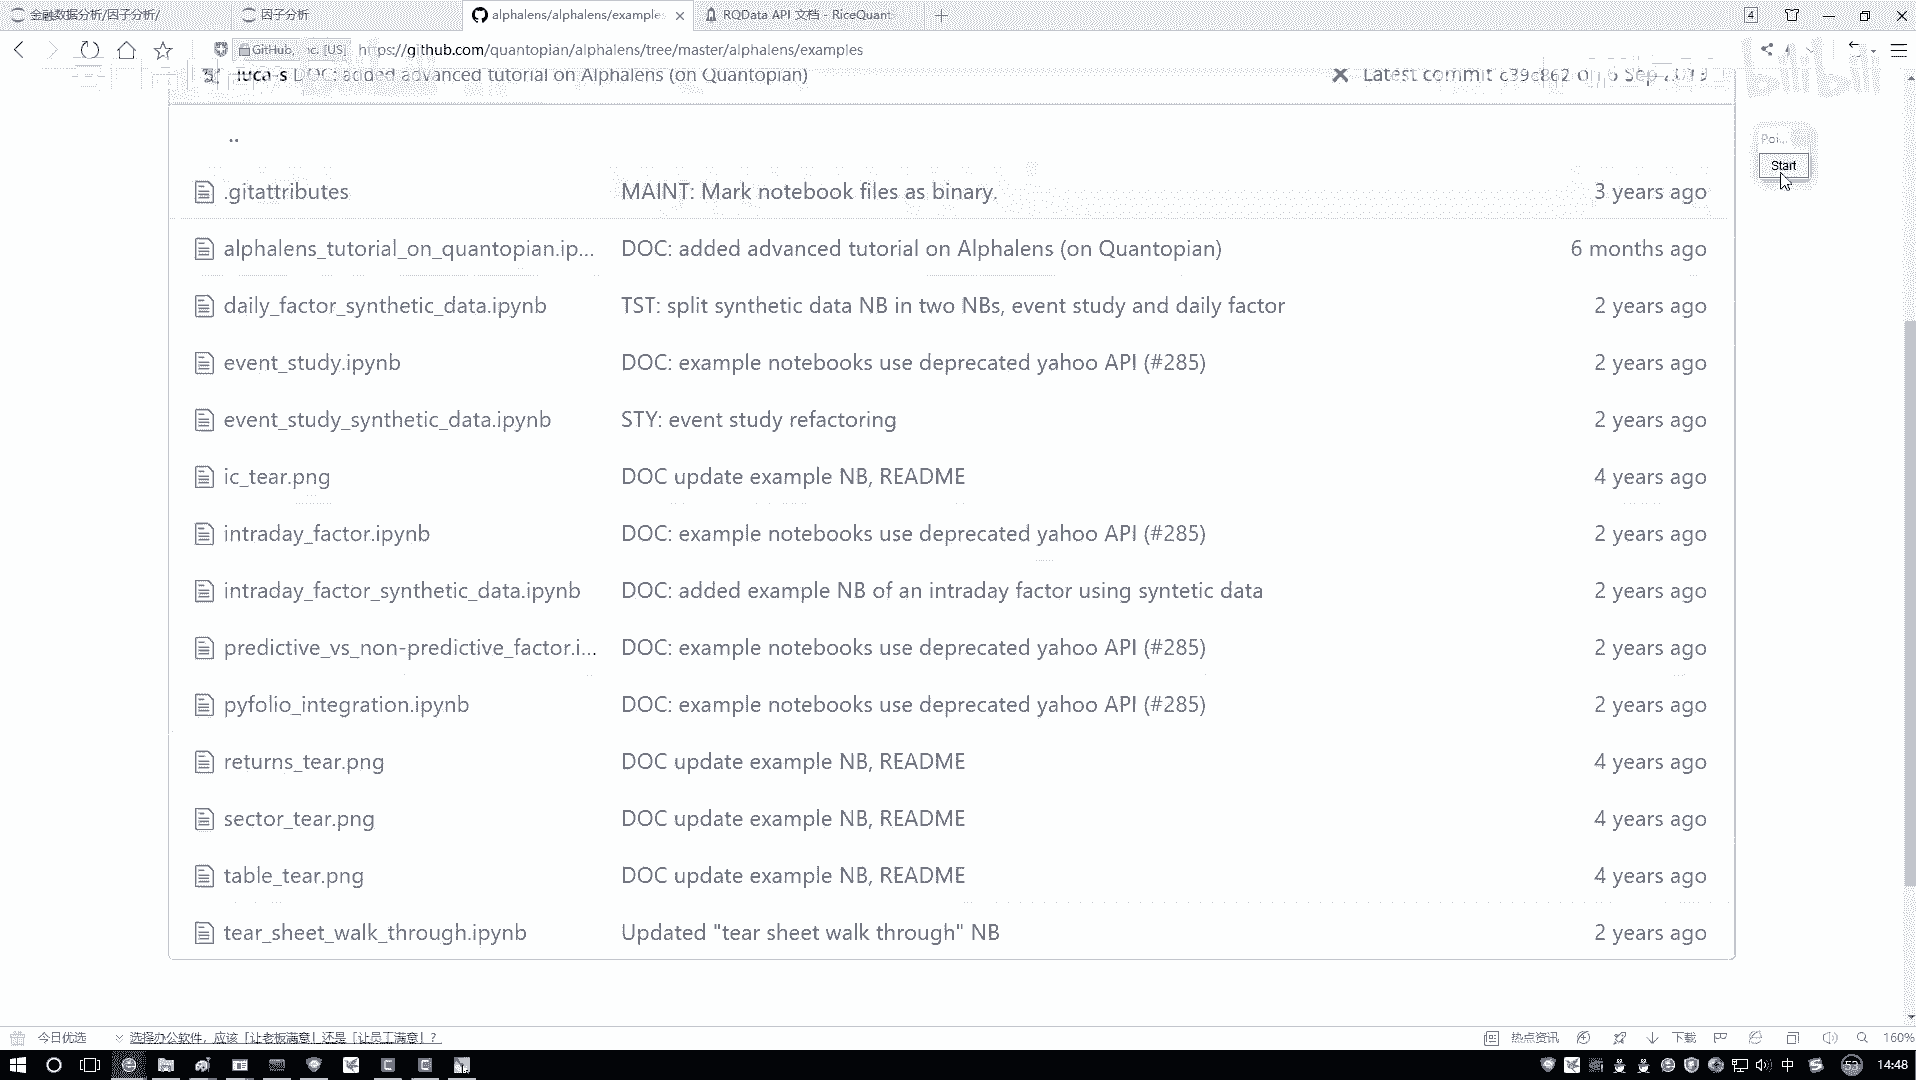 金融数据分析/因子分析/
因子分析
alphalens/alphalens/examples
RQData API 文档 - RiceQuant
4
GitHub, Inc. [US]
https://github.com/quantopian/alphalens/tree/master/alphalens/examples
luca-s DOC: added advanced tutorial on Alphalens (on Quantopian)
Latest commit c39c862 on 6 Sep 2019
bilibili
..
Poi...
Start
.gitattributes MAINT: Mark notebook files as binary. 3 years ago
alphalens_tutorial_on_quantopian.ip... DOC: added advanced tutorial on Alphalens (on Quantopian) 6 months ago
daily_factor_synthetic_data.ipynb TST: split synthetic data NB in two NBs, event study and daily factor 2 years ago
event_study.ipynb DOC: example notebooks use deprecated yahoo API (#285) 2 years ago
event_study_synthetic_data.ipynb STY: event study refactoring 2 years ago
ic_tear.png DOC update example NB, README 4 years ago
intraday_factor.ipynb DOC: example notebooks use deprecated yahoo API (#285) 2 years ago
intraday_factor_synthetic_data.ipynb DOC: added example NB of an intraday factor using syntetic data 2 years ago
predictive_vs_non-predictive_factor.i... DOC: example notebooks use deprecated yahoo API (#285) 2 years ago
pyfolio_integration.ipynb DOC: example notebooks use deprecated yahoo API (#285) 2 years ago
returns_tear.png DOC update example NB, README 4 years ago
sector_tear.png DOC update example NB, README 4 years ago
table_tear.png DOC update example NB, README 4 years ago
tear_sheet_walk_through.ipynb Updated "tear sheet walk through" NB 2 years ago
今日优选 选择办公软件，应该「让老板满意」还是「让员工满意」？ 热点资讯 下载 160%
中 53 14:48